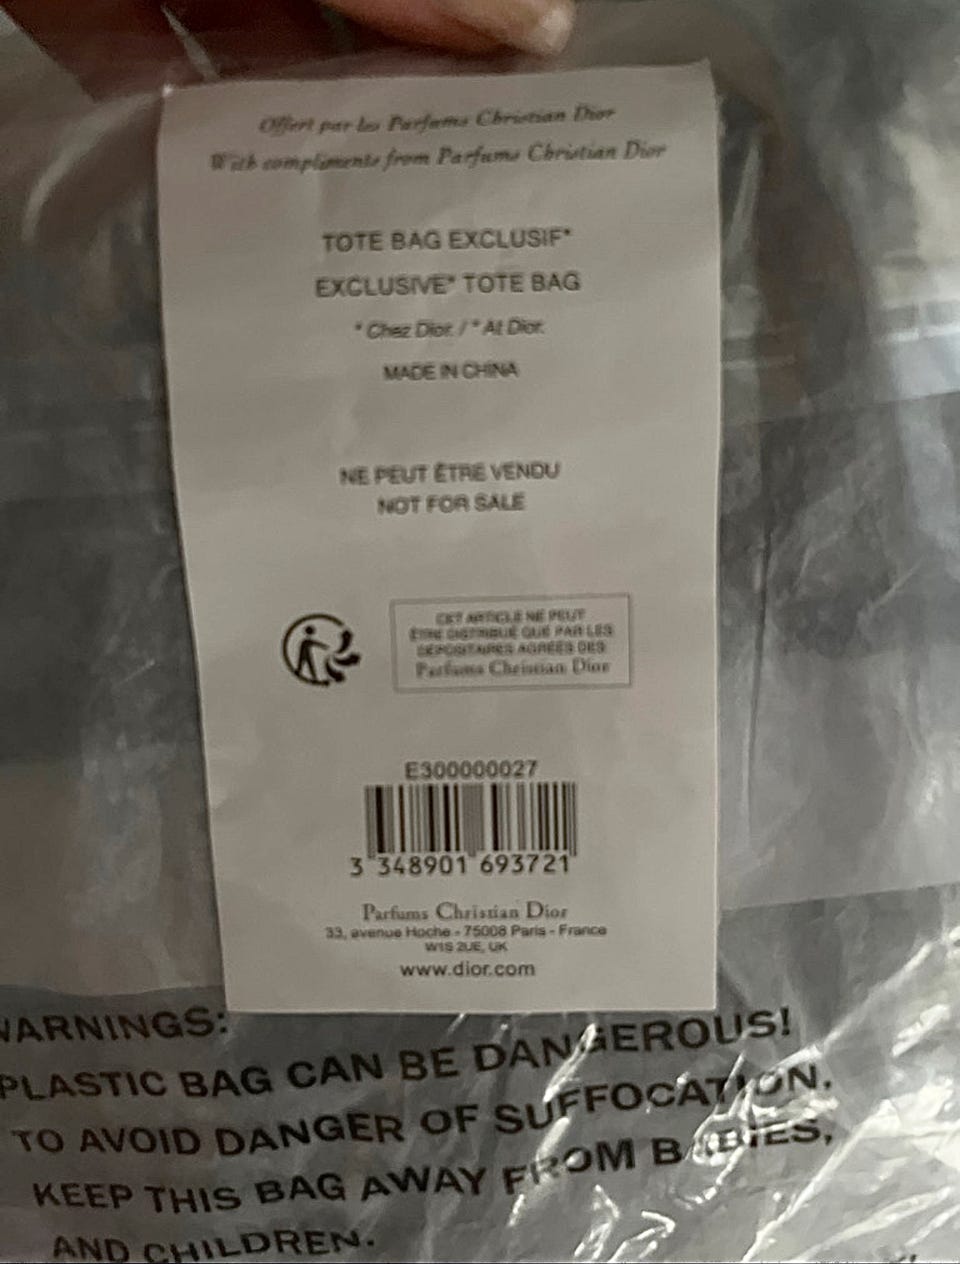 Offert par les Parfums Christian Dior
With compliments from Parfums Christian Dior
TOTE BAG EXCLUSIF*
EXCLUSIVE* TOTE BAG
* Chez Dior. / * At Dior.
MADE IN CHINA
NE PEUT ÊTRE VENDU
NOT FOR SALE
CET ARTICLE NE PEUT
ÊTRE DISTRIBUÉ QUE PAR LES
DÉPOSITAIRES AGRÉÉS DES
Parfums Christian Dior
E300000027
3 348901 693721
Parfums Christian Dior
33, avenue Hoche - 75008 Paris - France
W1S 2UE, UK
www.dior.com
WARNINGS:
PLASTIC BAG CAN BE DANGEROUS!
TO AVOID DANGER OF SUFFOCATION,
KEEP THIS BAG AWAY FROM BABIES,
AND CHILDREN.